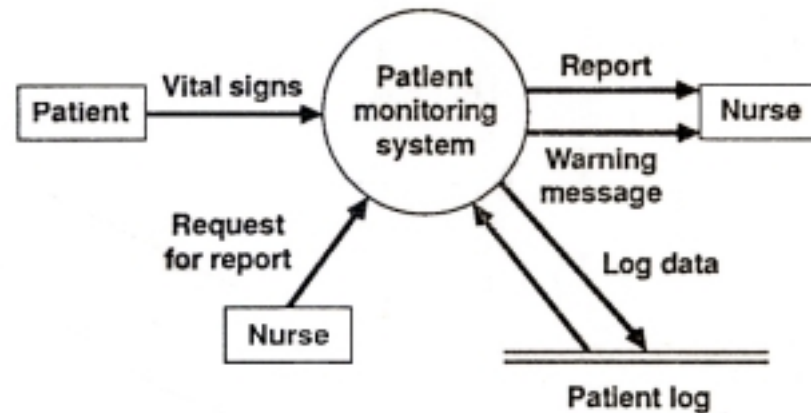 Patient
Vital signs
Patient
monitoring
system
Report
Nurse
Warning
message
Request
for report
Log data
Nurse
Patient log